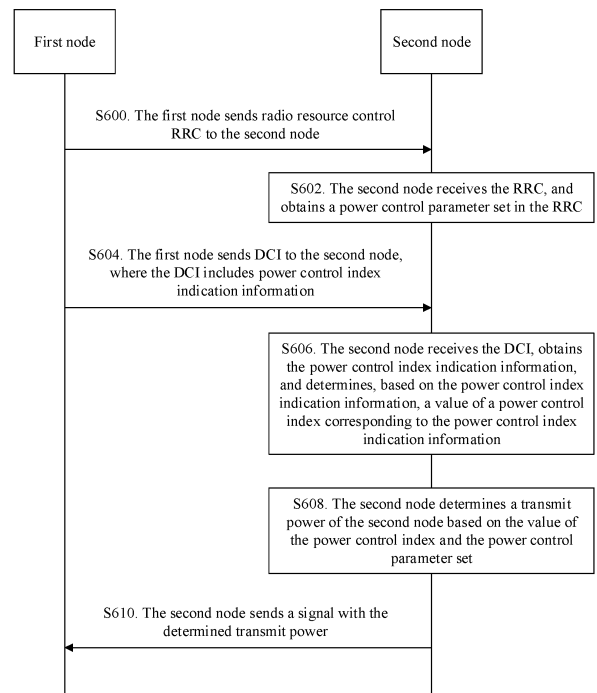 First node
Second node
S600. The first node sends radio resource control
RRC to the second node
S602. The second node receives the RRC, and
obtains a power control parameter set in the RRC
S604. The first node sends DCI to the second node,
where the DCI includes power control index
indication information
S606. The second node receives the DCI, obtains
the power control index indication information,
and determines, based on the power control index
indication information, a value of a power control
index corresponding to the power control index
indication information
S608. The second node determines a transmit
power of the second node based on the value of
the power control index and the power control
parameter set
S610. The second node sends a signal with the
determined transmit power